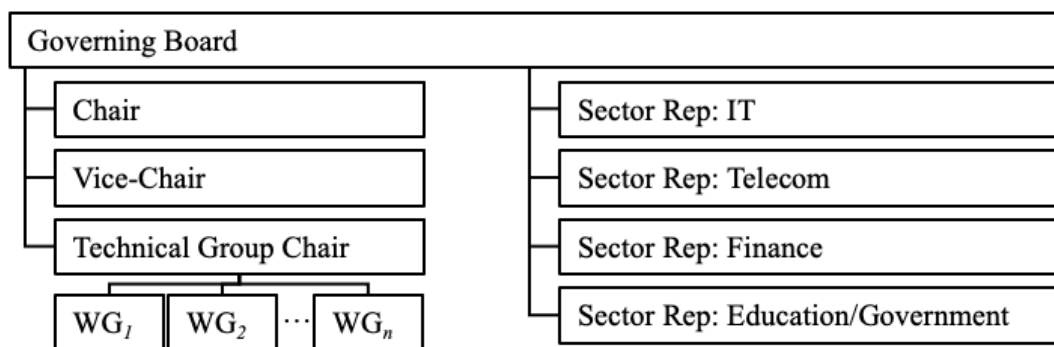 Governing Board
Chair
Vice-Chair
Technical Group Chair
WG1 WG2 ··· WGn
Sector Rep: IT
Sector Rep: Telecom
Sector Rep: Finance
Sector Rep: Education/Government